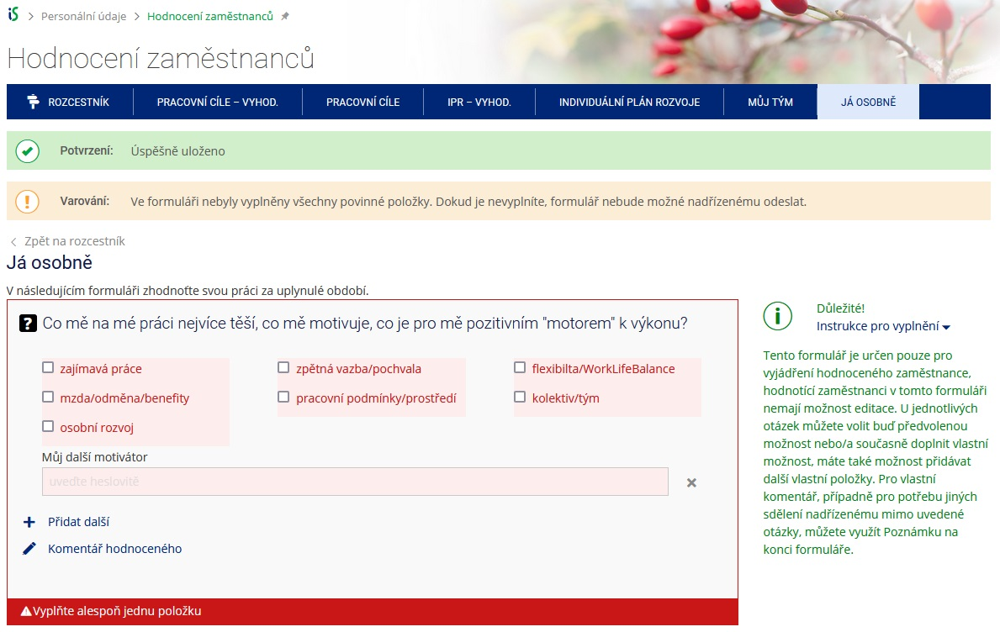 iS Personální údaje Hodnocení zaměstnanců
Hodnocení zaměstnanců
ROZCESTNÍK PRACOVNÍ CÍLE – VYHOD. PRACOVNÍ CÍLE IPR – VYHOD. INDIVIDUÁLNÍ PLÁN ROZVOJE MŮJ TÝM JÁ OSOBNĚ
Potvrzení: Úspěšně uloženo
Varování: Ve formuláři nebyly vyplněny všechny povinné položky. Dokud je nevyplníte, formulář nebude možné nadřízenému odeslat.
Zpět na rozcestník
Já osobně
V následujícím formuláři zhodnoťte svou práci za uplynulé období.
Co mě na mé práci nejvíce těší, co mě motivuje, co je pro mě pozitivním "motorem" k výkonu?
zajímavá práce zpětná vazba/pochvala flexibilta/WorkLifeBalance
mzda/odměna/benefity pracovní podmínky/prostředí kolektiv/tým
osobní rozvoj
Můj další motivátor
uveďte heslovitě
Přidat další
Komentář hodnoceného
Vyplňte alespoň jednu položku
Důležité!
Instrukce pro vyplnění
Tento formulář je určen pouze pro
vyjádření hodnoceného zaměstnance,
hodnotící zaměstnanci v tomto formuláři
nemají možnost editace. U jednotlivých
otázek můžete volit buď předvolenou
možnost nebo/a současně doplnit vlastní
možnost, máte také možnost přidávat
další vlastní položky. Pro vlastní
komentář, případně pro potřebu jiných
sdělení nadřízenému mimo uvedené
otázky, můžete využít Poznámku na
konci formuláře.